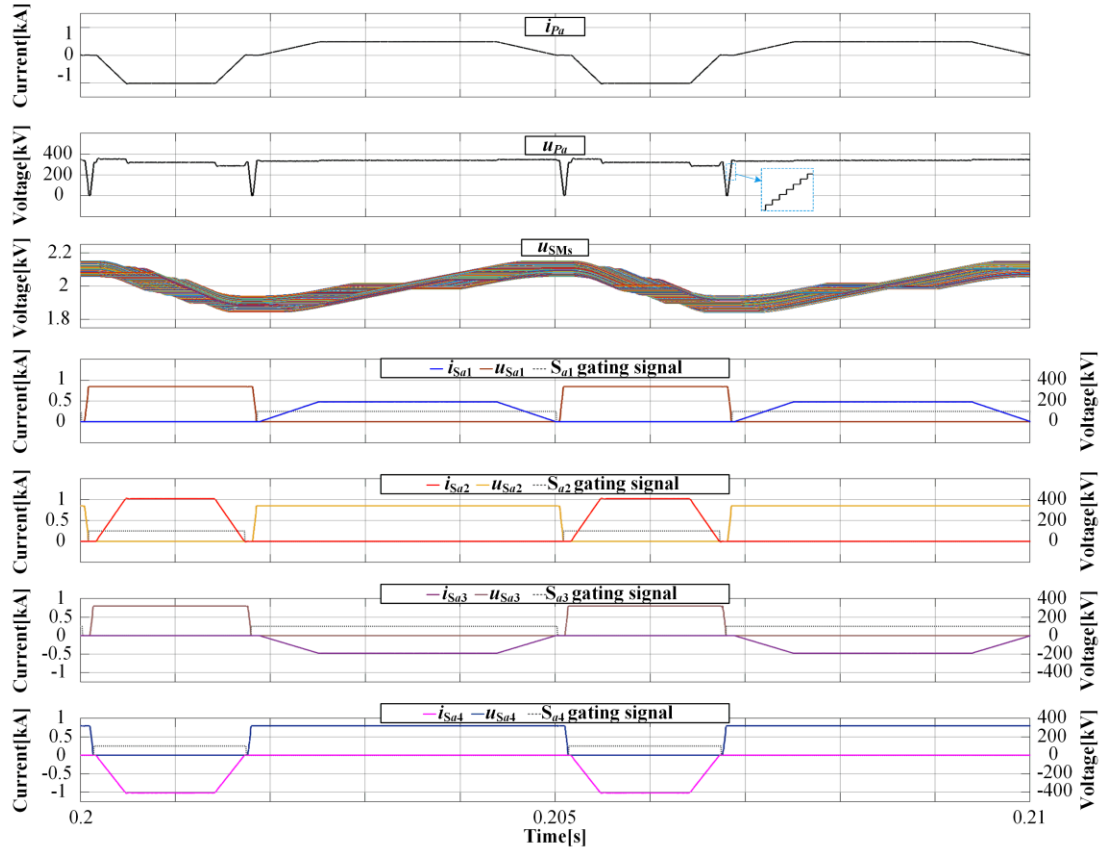 i_Pa
Current[kA]
1
0
-1
u_Pa
Voltage[kV]
400
200
0
u_SMs
Voltage[kV]
2.2
2
1.8
i_Sa1 u_Sa1 S_a1 gating signal
Current[kA]
1
0.5
0
400
200
0
Voltage[kV]
i_Sa2 u_Sa2 S_a2 gating signal
Current[kA]
1
0.5
0
400
200
0
Voltage[kV]
i_Sa3 u_Sa3 S_a3 gating signal
Current[kA]
1
0.5
0
-0.5
-1
400
200
0
-200
-400
Voltage[kV]
i_Sa4 u_Sa4 S_a4 gating signal
Current[kA]
1
0.5
0
-0.5
-1
400
200
0
-200
-400
Voltage[kV]
0.2 0.205 0.21
Time[s]